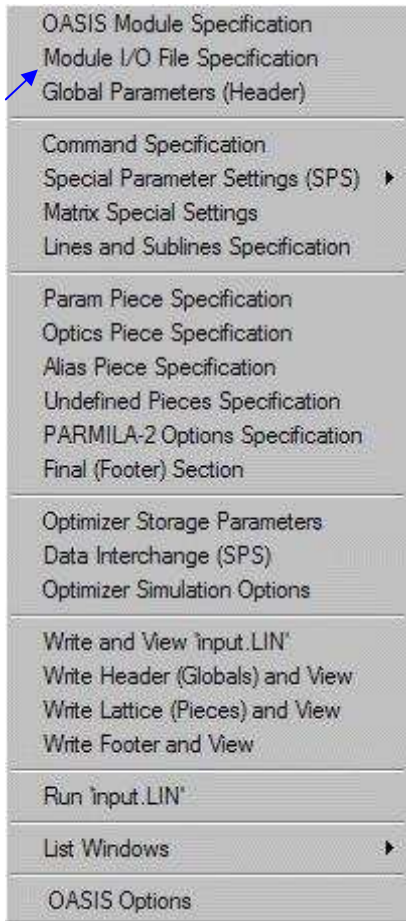 OASIS Module Specification
Module I/O File Specification
Global Parameters (Header)
Command Specification
Special Parameter Settings (SPS)
Matrix Special Settings
Lines and Sublines Specification
Param Piece Specification
Optics Piece Specification
Alias Piece Specification
Undefined Pieces Specification
PARMILA-2 Options Specification
Final (Footer) Section
Optimizer Storage Parameters
Data Interchange (SPS)
Optimizer Simulation Options
Write and View 'input.LIN'
Write Header (Globals) and View
Write Lattice (Pieces) and View
Write Footer and View
Run 'input.LIN'
List Windows
OASIS Options